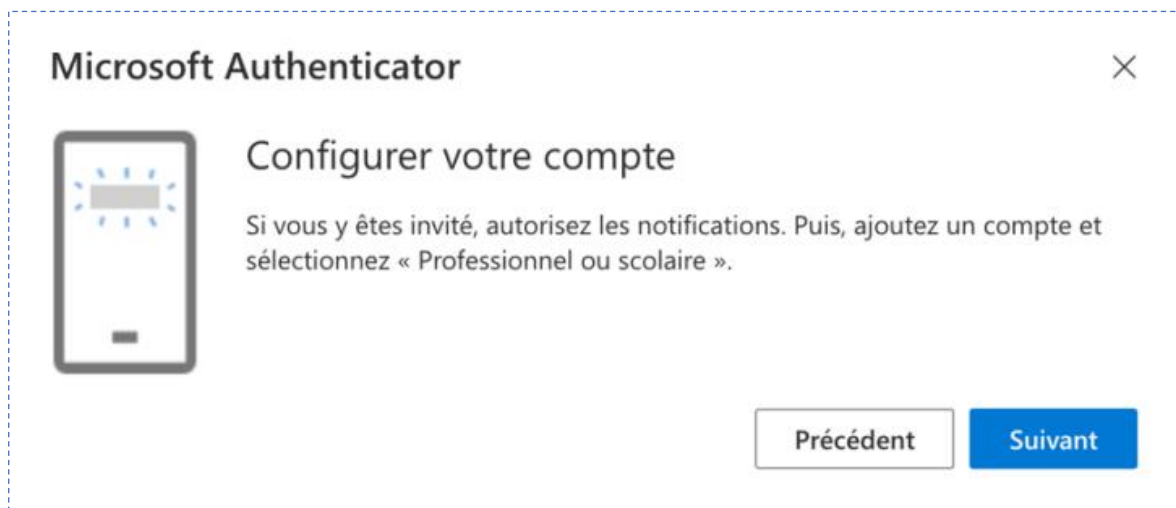 Microsoft Authenticator
Configurer votre compte
Si vous y êtes invité, autorisez les notifications. Puis, ajoutez un compte et
sélectionnez « Professionnel ou scolaire ».
Précédent
Suivant